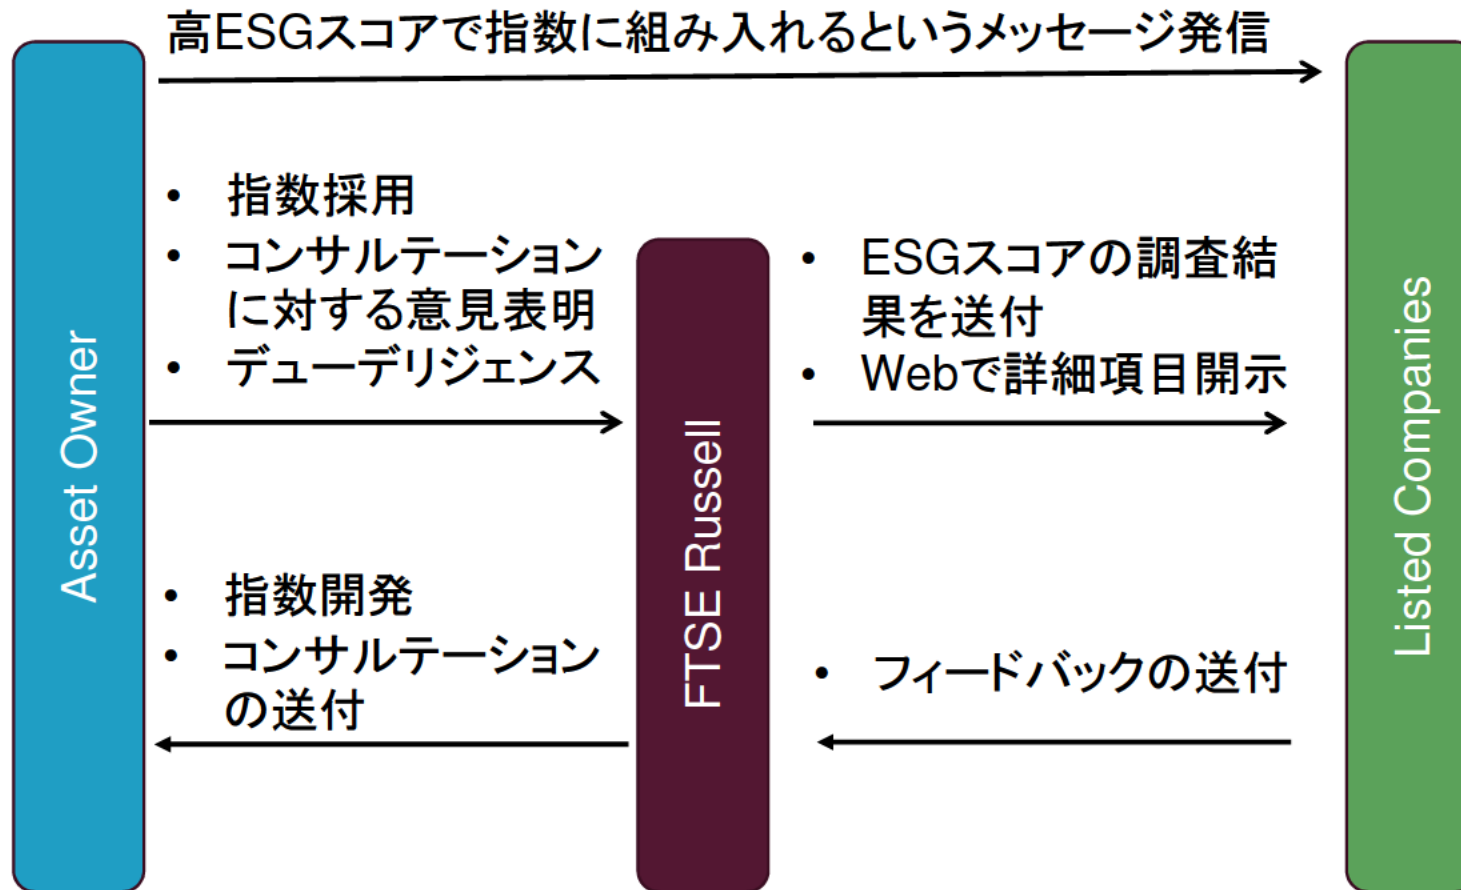 高ESGスコアで指数に組み入れるというメッセージ発信
Asset Owner
• 指数採用
• コンサルテーション
に対する意見表明
• デューデリジェンス
• 指数開発
• コンサルテーション
の送付
FTSE Russell
• ESGスコアの調査結
果を送付
• Webで詳細項目開示
• フィードバックの送付
Listed Companies